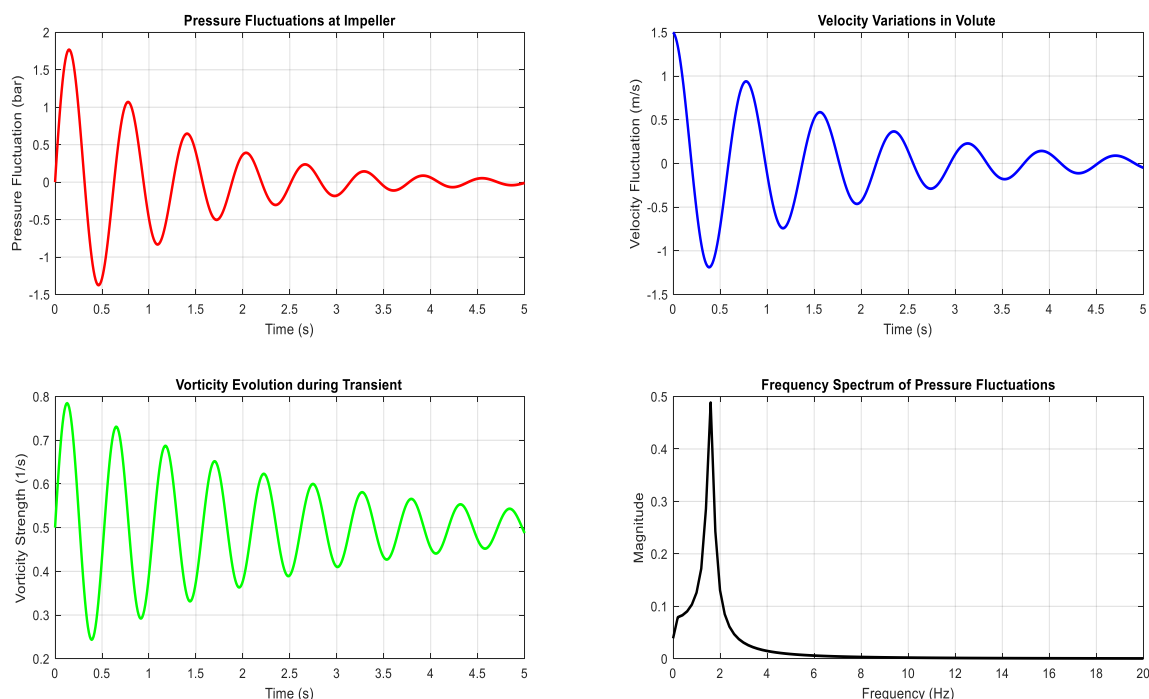 Pressure Fluctuations at Impeller
Pressure Fluctuation (bar)
2
1.5
1
0.5
0
-0.5
-1
-1.5
0 0.5 1 1.5 2 2.5 3 3.5 4 4.5 5
Time (s)
Velocity Variations in Volute
Velocity Fluctuation (m/s)
1.5
1
0.5
0
-0.5
-1
-1.5
0 0.5 1 1.5 2 2.5 3 3.5 4 4.5 5
Time (s)
Vorticity Evolution during Transient
Vorticity Strength (1/s)
0.8
0.7
0.6
0.5
0.4
0.3
0.2
0 0.5 1 1.5 2 2.5 3 3.5 4 4.5 5
Time (s)
Frequency Spectrum of Pressure Fluctuations
Magnitude
0.5
0.4
0.3
0.2
0.1
0
0 2 4 6 8 10 12 14 16 18 20
Frequency (Hz)